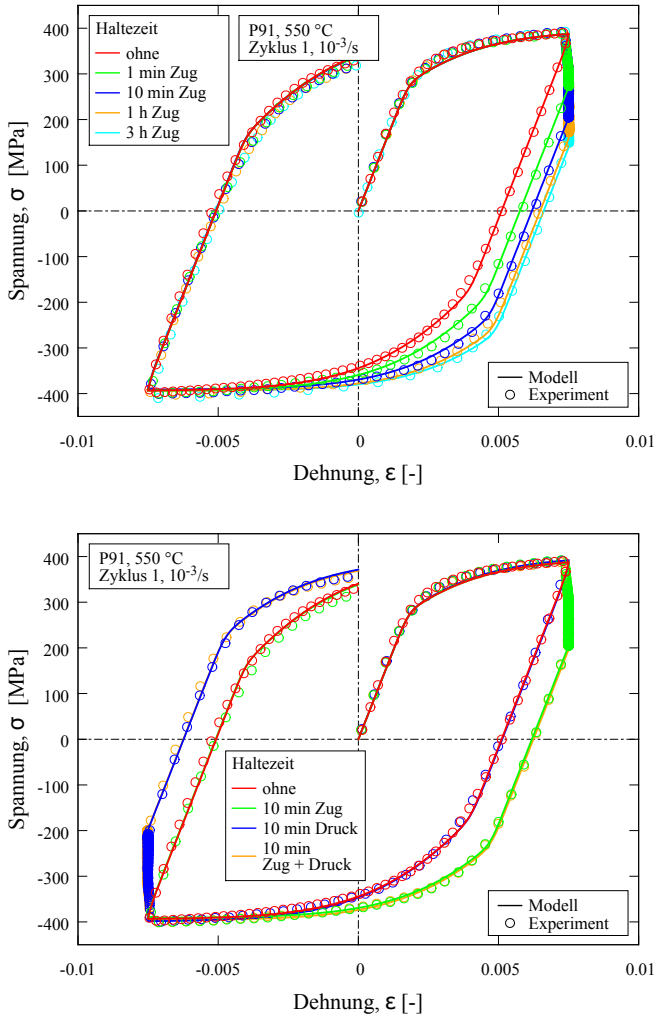 400
300
200
100
0
-100
-200
-300
-400
Spannung, σ [MPa]
Haltezeit
ohne
1 min Zug
10 min Zug
1 h Zug
3 h Zug
P91, 550 °C
Zyklus 1, 10-3/s
Modell
Experiment
-0.01
-0.005
0
0.005
0.01
Dehnung, ε [-]
400
300
200
100
0
-100
-200
-300
-400
Spannung, σ [MPa]
P91, 550 °C
Zyklus 1, 10-3/s
Haltezeit
ohne
10 min Zug
10 min Druck
10 min
Zug + Druck
Modell
Experiment
-0.01
-0.005
0
0.005
0.01
Dehnung, ε [-]